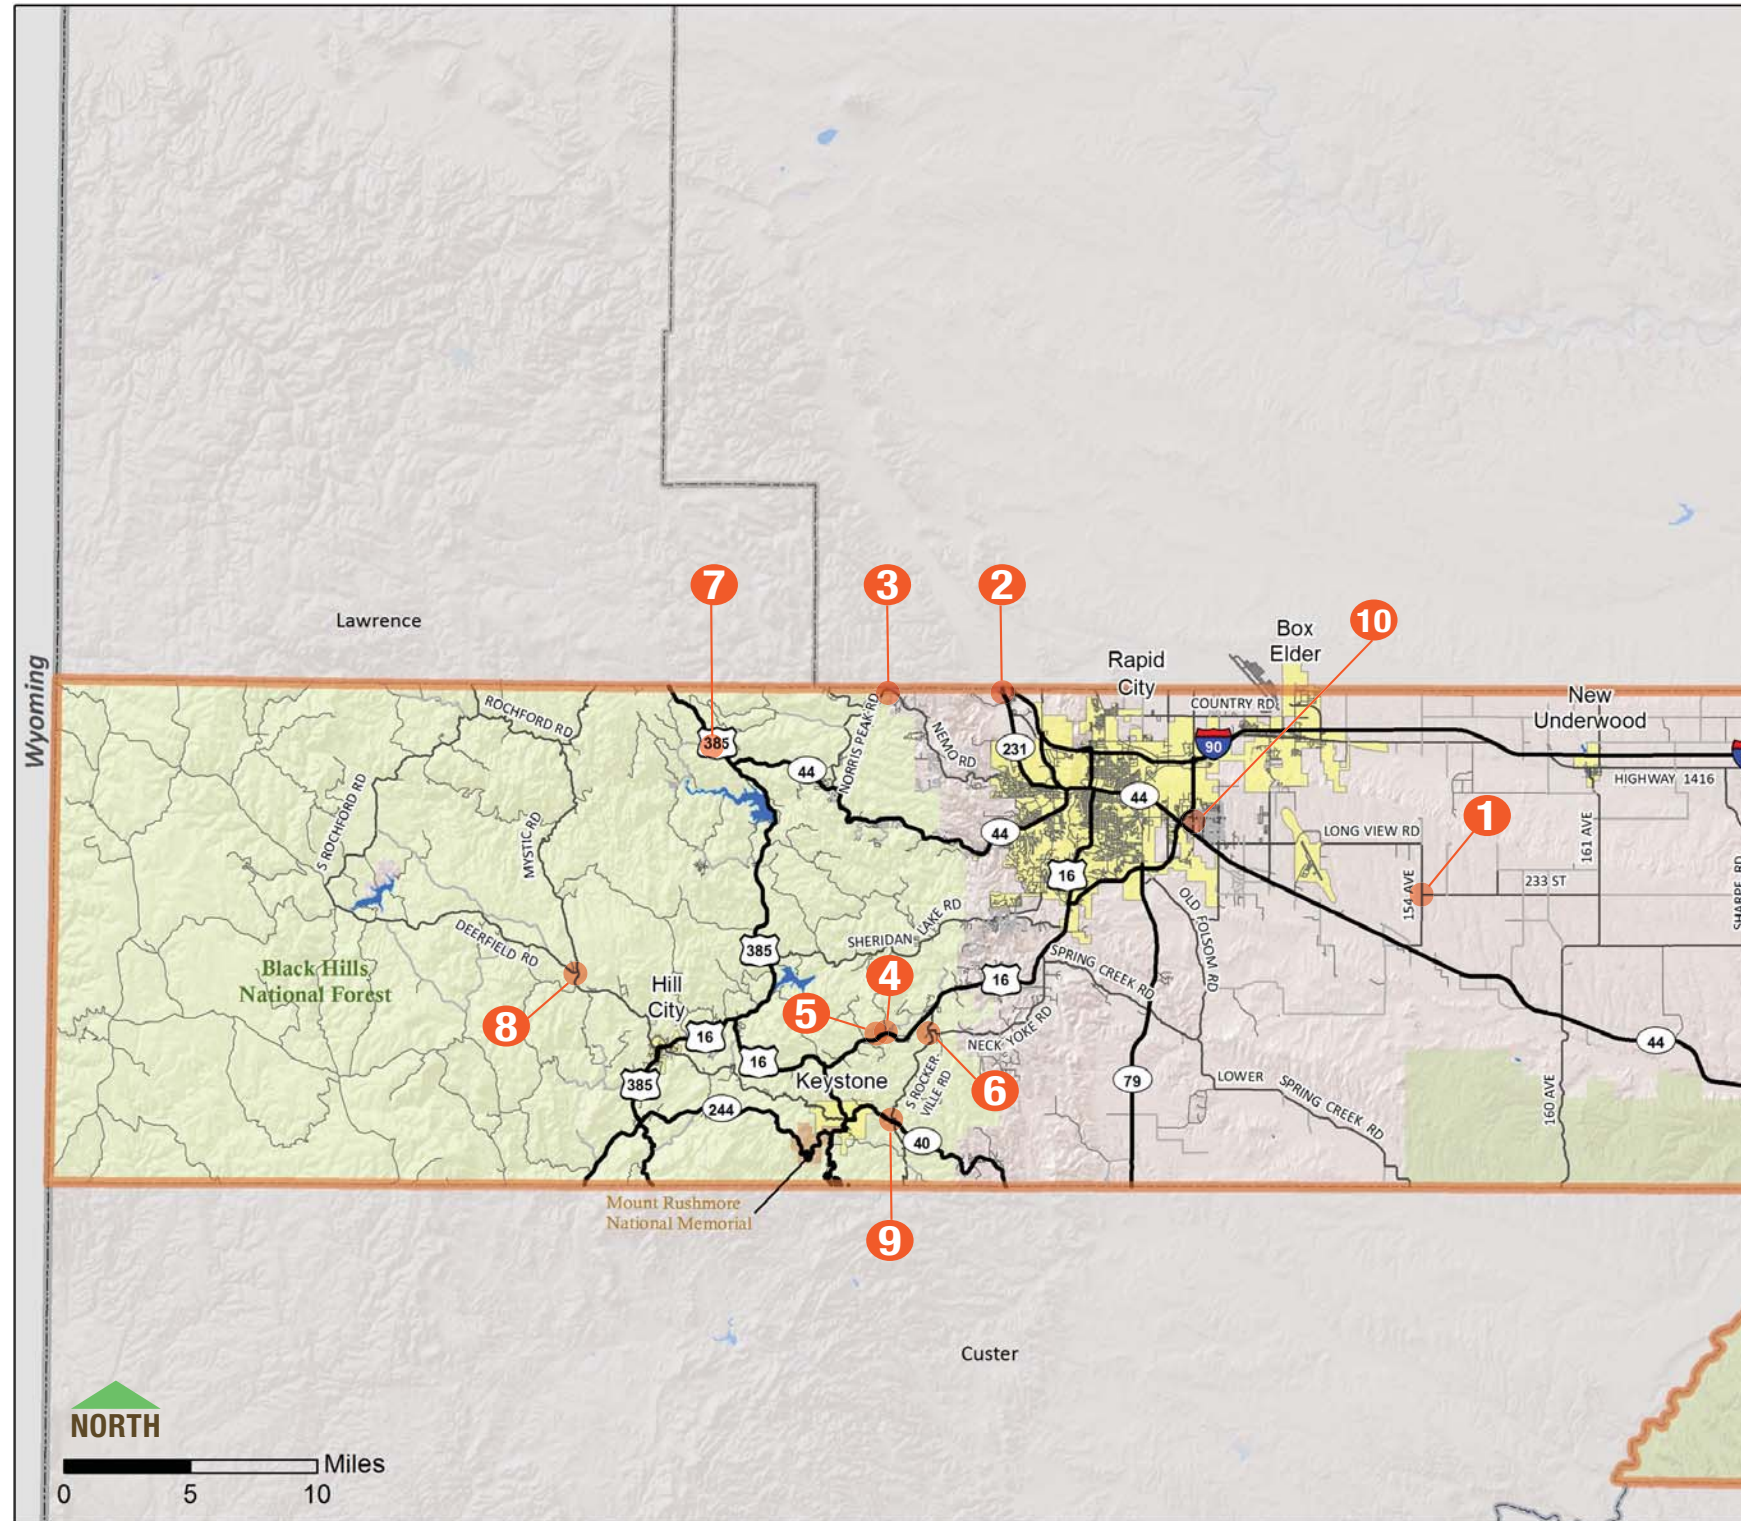 7
3
2
10
Lawrence
Box
Elder
Rapid
City
Wyoming
New
Underwood
ROCHFORD RD
NORRIS PEAK RD
COUNTRY RD
NEMO RD
385
231
90
44
HIGHWAY 1416
S ROCHFORD RD
44
1
MYSTIC RD
44
LONG VIEW RD
161 AVE
16
233 ST
154 AVE
SHARPE RD
OLD FOLSOM RD
SHERIDAN LAKE RD
DEERFIELD RD
385
Black Hills
National Forest
SPRING CREEK RD
4
16
Hill
City
5
8
16
NECK YOKE RD
44
16
Keystone
6
385
S ROCKER-
VILLE RD
79
LOWER
SPRING CREEK RD
160 AVE
244
40
Mount Rushmore
National Memorial
9
Custer
NORTH
Miles
0
5
10